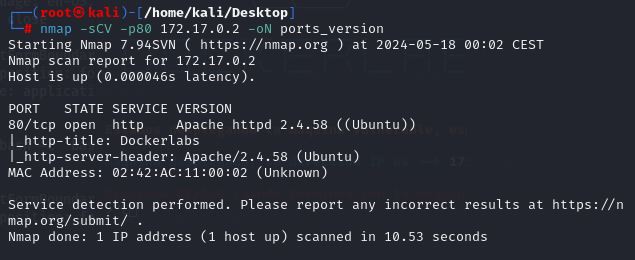 ┌──(root㉿kali)-[/home/kali/Desktop]
└─# nmap -sCV -p80 172.17.0.2 -oN ports_version
Starting Nmap 7.94SVN ( https://nmap.org ) at 2024-05-18 00:02 CEST
Nmap scan report for 172.17.0.2
Host is up (0.000046s latency).

PORT   STATE SERVICE VERSION
80/tcp open  http    Apache httpd 2.4.58 ((Ubuntu))
|_http-title: Dockerlabs
|_http-server-header: Apache/2.4.58 (Ubuntu)
MAC Address: 02:42:AC:11:00:02 (Unknown)

Service detection performed. Please report any incorrect results at https://n
map.org/submit/ .
Nmap done: 1 IP address (1 host up) scanned in 10.53 seconds